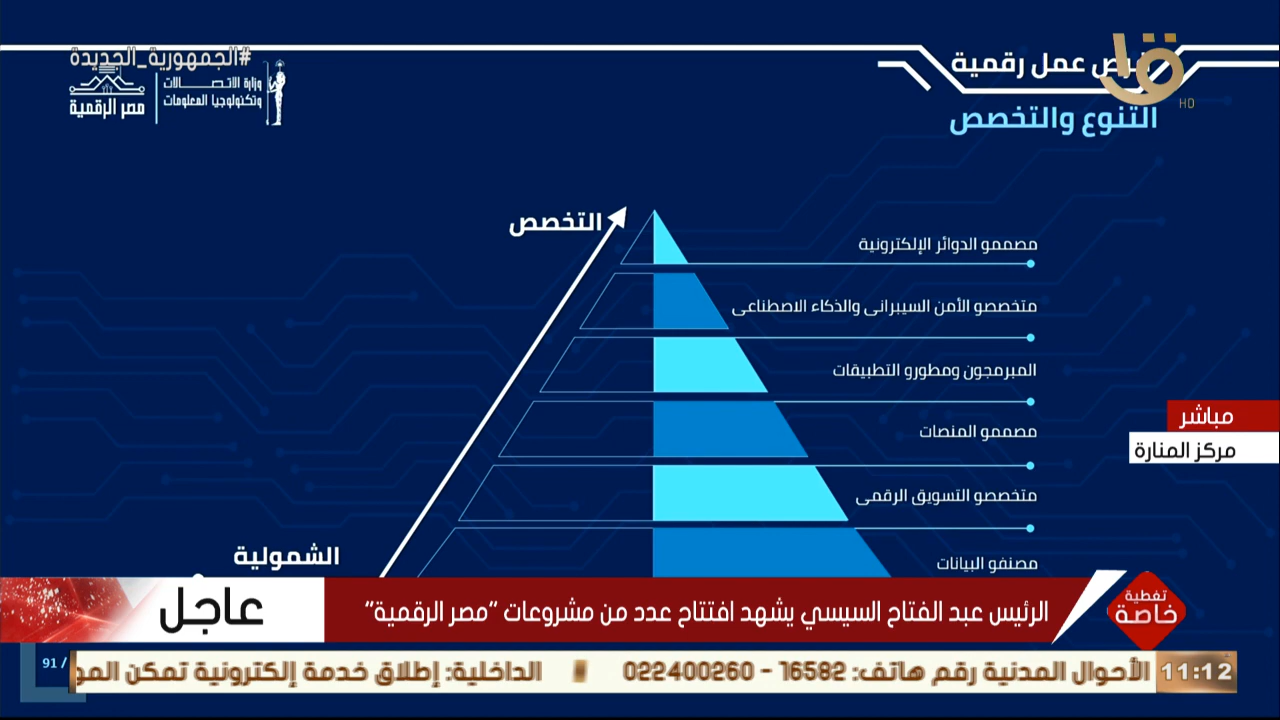 #الجمهورية_الجديدة
وزارة الاتصالات
وتكنولوجيا المعلومات
مصر الرقمية
عمل رقمية
HD
التنوع والتخصص
التخصص
مصممو الدوائر الإلكترونية
متخصصو الأمن السيبرانى والذكاء الاصطناعى
المبرمجون ومطورو التطبيقات
مصممو المنصات
متخصصو التسويق الرقمى
مصنفو البيانات
الشمولية
مباشر
مركز المنارة
تغطية
خاصة
الرئيس عبد الفتاح السيسي يشهد افتتاح عدد من مشروعات “مصر الرقمية”
عاجل
91 /
11:12
الأحوال المدنية رقم هاتف: 16582 - 022400260
الداخلية: إطلاق خدمة إلكترونية تمكن